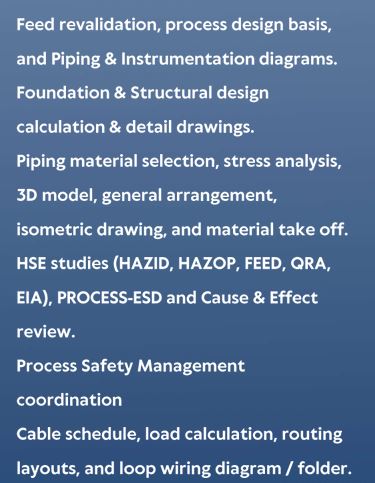 Feed revalidation, process design basis,
and Piping & Instrumentation diagrams.
Foundation & Structural design
calculation & detail drawings.
Piping material selection, stress analysis,
3D model, general arrangement,
isometric drawing, and material take off.
HSE studies (HAZID, HAZOP, FEED, QRA,
EIA), PROCESS-ESD and Cause & Effect
review.
Process Safety Management
coordination
Cable schedule, load calculation, routing
layouts, and loop wiring diagram / folder.